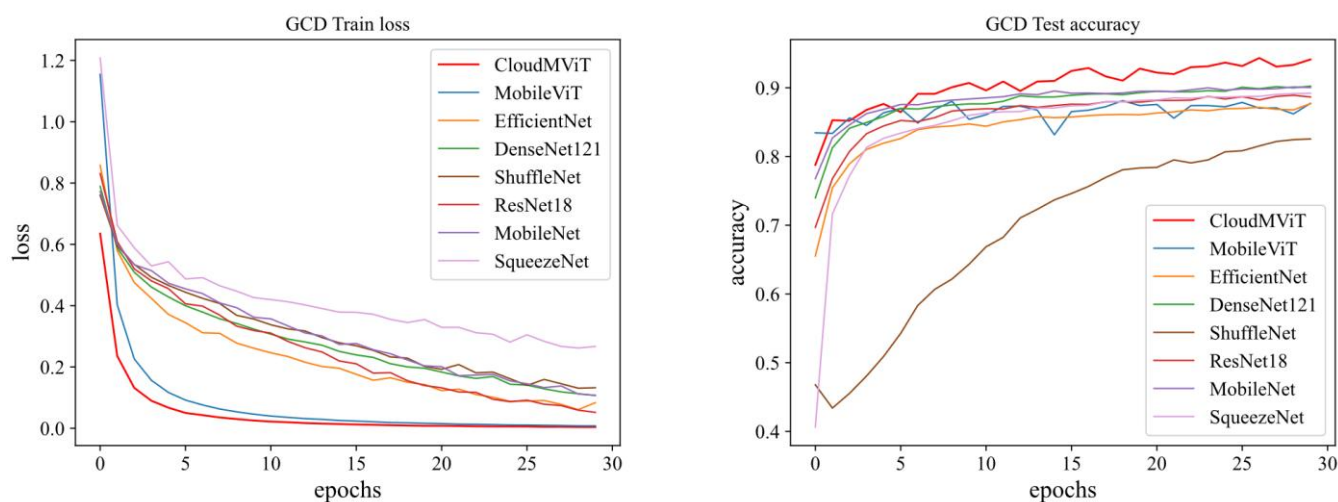 GCD Train loss
1.2
1.0
0.8
0.6
0.4
0.2
0.0
loss
CloudMViT
MobileViT
EfficientNet
DenseNet121
ShuffleNet
ResNet18
MobileNet
SqueezeNet
0 5 10 15 20 25 30
epochs
GCD Test accuracy
0.9
0.8
0.7
0.6
0.5
0.4
accuracy
CloudMViT
MobileViT
EfficientNet
DenseNet121
ShuffleNet
ResNet18
MobileNet
SqueezeNet
0 5 10 15 20 25 30
epochs